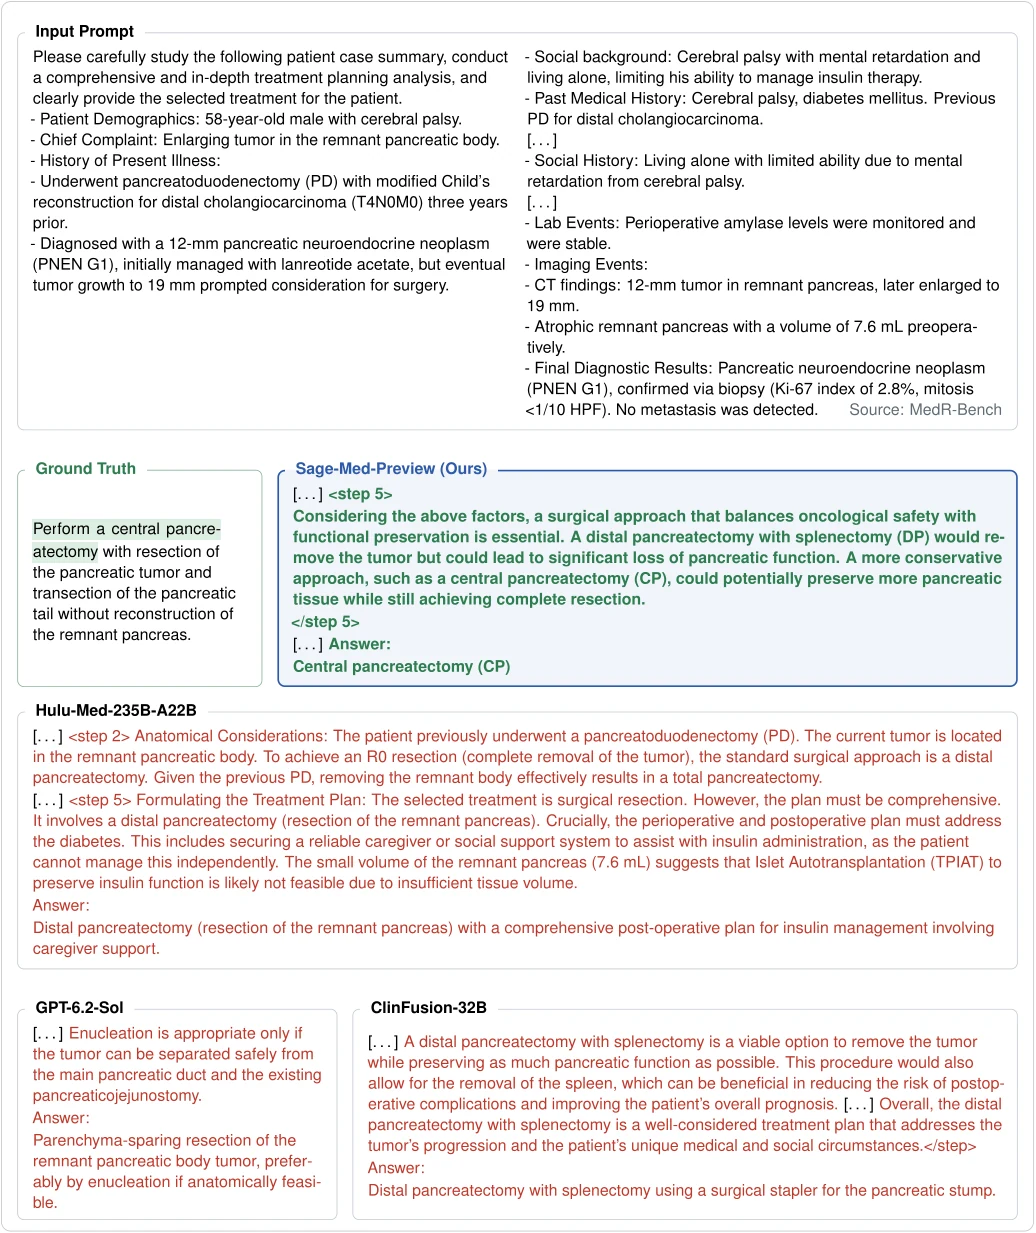 Input Prompt
Please carefully study the following patient case summary, conduct
a comprehensive and in-depth treatment planning analysis, and
clearly provide the selected treatment for the patient.
- Patient Demographics: 58-year-old male with cerebral palsy.
- Chief Complaint: Enlarging tumor in the remnant pancreatic body.
- History of Present Illness:
- Underwent pancreatoduodenectomy (PD) with modified Child's
reconstruction for distal cholangiocarcinoma (T4N0M0) three years
prior.
- Diagnosed with a 12-mm pancreatic neuroendocrine neoplasm
(PNEN G1), initially managed with lanreotide acetate, but eventual
tumor growth to 19 mm prompted consideration for surgery.
- Social background: Cerebral palsy with mental retardation and
living alone, limiting his ability to manage insulin therapy.
- Past Medical History: Cerebral palsy, diabetes mellitus. Previous
PD for distal cholangiocarcinoma.
[...]
- Social History: Living alone with limited ability due to mental
retardation from cerebral palsy.
[...]
- Lab Events: Perioperative amylase levels were monitored and
were stable.
- Imaging Events:
- CT findings: 12-mm tumor in remnant pancreas, later enlarged to
19 mm.
- Atrophic remnant pancreas with a volume of 7.6 mL preopera-
tively.
- Final Diagnostic Results: Pancreatic neuroendocrine neoplasm
(PNEN G1), confirmed via biopsy (Ki-67 index of 2.8%, mitosis
<1/10 HPF). No metastasis was detected. Source: MedR-Bench
Ground Truth
Perform a central pancre-
atectomy with resection of
the pancreatic tumor and
transection of the pancreatic
tail without reconstruction of
the remnant pancreas.
Sage-Med-Preview (Ours)
[...] <step 5>
Considering the above factors, a surgical approach that balances oncological safety with
functional preservation is essential. A distal pancreatectomy with splenectomy (DP) would re-
move the tumor but could lead to significant loss of pancreatic function. A more conservative
approach, such as a central pancreatectomy (CP), could potentially preserve more pancreatic
tissue while still achieving complete resection.
</step 5>
[...] Answer:
Central pancreatectomy (CP)
Hulu-Med-235B-A22B
[...] <step 2> Anatomical Considerations: The patient previously underwent a pancreatoduodenectomy (PD). The current tumor is located
in the remnant pancreatic body. To achieve an R0 resection (complete removal of the tumor), the standard surgical approach is a distal
pancreatectomy. Given the previous PD, removing the remnant body effectively results in a total pancreatectomy.
[...] <step 5> Formulating the Treatment Plan: The selected treatment is surgical resection. However, the plan must be comprehensive.
It involves a distal pancreatectomy (resection of the remnant pancreas). Crucially, the perioperative and postoperative plan must address
the diabetes. This includes securing a reliable caregiver or social support system to assist with insulin administration, as the patient
cannot manage this independently. The small volume of the remnant pancreas (7.6 mL) suggests that Islet Autotransplantation (TPIAT) to
preserve insulin function is likely not feasible due to insufficient tissue volume.
Answer:
Distal pancreatectomy (resection of the remnant pancreas) with a comprehensive post-operative plan for insulin management involving
caregiver support.
GPT-6.2-Sol
[...] Enucleation is appropriate only if
the tumor can be separated safely from
the main pancreatic duct and the existing
pancreaticojejunostomy.
Answer:
Parenchyma-sparing resection of the
remnant pancreatic body tumor, prefer-
ably by enucleation if anatomically feasi-
ble.
ClinFusion-32B
[...] A distal pancreatectomy with splenectomy is a viable option to remove the tumor
while preserving as much pancreatic function as possible. This procedure would also
allow for the removal of the spleen, which can be beneficial in reducing the risk of postop-
erative complications and improving the patient's overall prognosis. [...] Overall, the distal
pancreatectomy with splenectomy is a well-considered treatment plan that addresses the
tumor's progression and the patient's unique medical and social circumstances.</step>
Answer:
Distal pancreatectomy with splenectomy using a surgical stapler for the pancreatic stump.